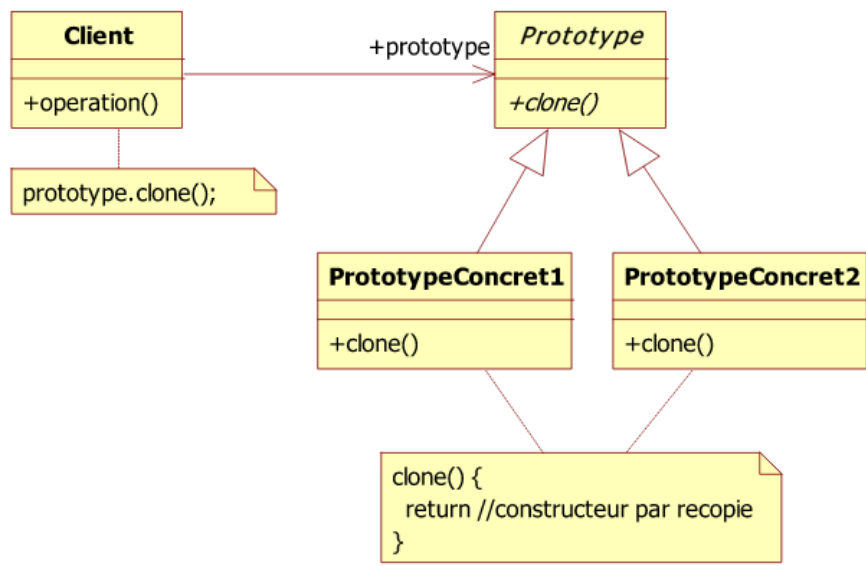 Client
+operation()
prototype.clone();
+prototype
Prototype
+clone()
PrototypeConcret1
+clone()
PrototypeConcret2
+clone()
clone() {
return //constructeur par recopie
}